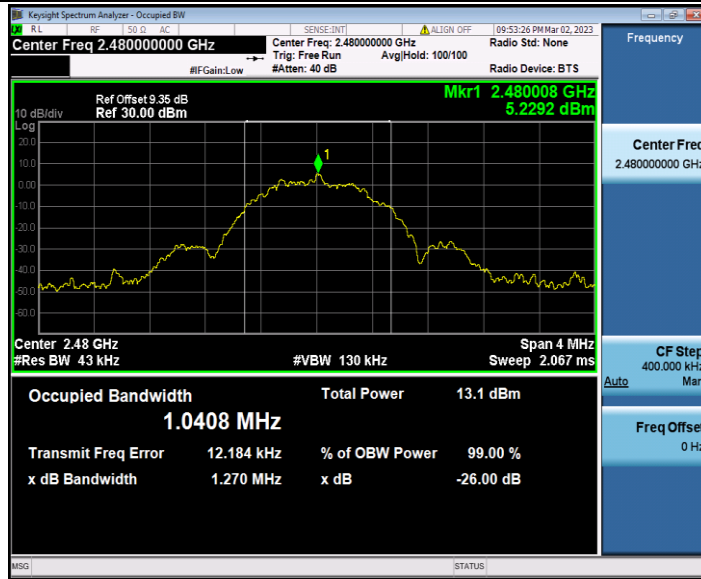 Keysight Spectrum Analyzer - Occupied BW
RL RF 50 Ω AC SENSE:INT ALIGN OFF 09:53:26 PM Mar 02, 2023
Center Freq 2.480000000 GHz
Center Freq: 2.480000000 GHz Radio Std: None
Trig: Free Run Avg|Hold: 100/100
#IFGain:Low #Atten: 40 dB Radio Device: BTS
Frequency
Mkr1 2.480008 GHz
5.2292 dBm
Ref Offset 9.35 dB
10 dB/div Ref 30.00 dBm
Log
20.0
10.0
0.00
-10.0
-20.0
-30.0
-40.0
-50.0
-60.0
1
Center 2.48 GHz Span 4 MHz
#Res BW 43 kHz #VBW 130 kHz Sweep 2.067 ms
Occupied Bandwidth Total Power 13.1 dBm
1.0408 MHz
Transmit Freq Error 12.184 kHz % of OBW Power 99.00 %
x dB Bandwidth 1.270 MHz x dB -26.00 dB
Center Freq
2.480000000 GHz
CF Step
400.000 kHz
Auto Man
Freq Offset
0 Hz
MSG STATUS